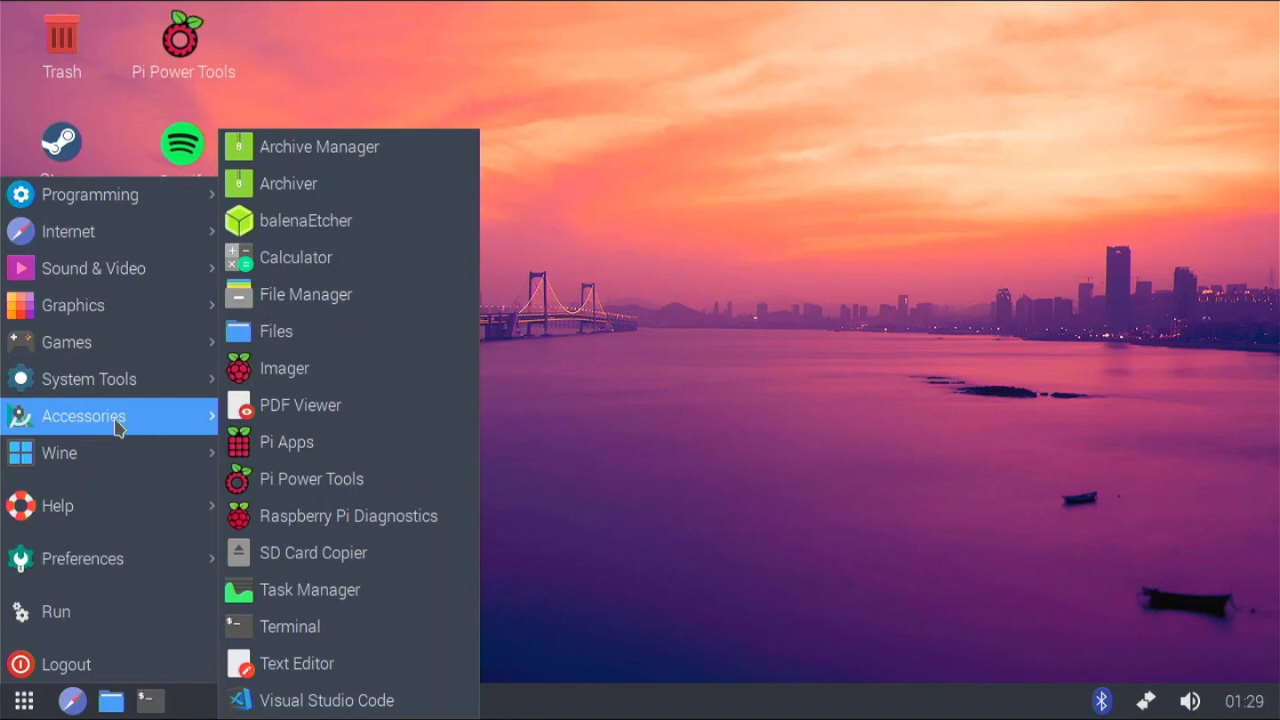 Trash
Pi Power Tools
Programming
Internet
Sound & Video
Graphics
Games
System Tools
Accessories
Wine
Help
Preferences
Run
Logout
Archive Manager
Archiver
balenaEtcher
Calculator
File Manager
Files
Imager
PDF Viewer
Pi Apps
Pi Power Tools
Raspberry Pi Diagnostics
SD Card Copier
Task Manager
Terminal
Text Editor
Visual Studio Code
01:29